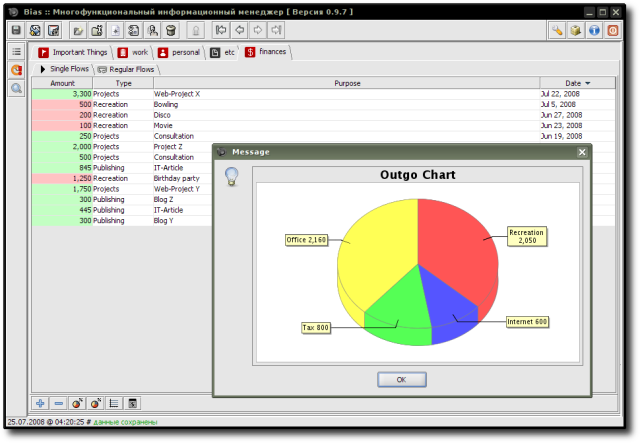 Bias :: Многофункциональный информационный менеджер [ Версия 0.9.7 ]
Important Things work personal etc finances
Single Flows Regular Flows
Amount Type Purpose Date
3,300 Projects Web-Project X Jul 22, 2008
500 Recreation Bowling Jul 5, 2008
200 Recreation Disco Jun 27, 2008
100 Recreation Movie Jun 23, 2008
250 Projects Consultation Jun 19, 2008
2,000 Projects Project Z
500 Projects Consultation
845 Publishing IT-Article
1,250 Recreation Birthday party
1,750 Projects Web-Project Y
300 Publishing Blog Z
445 Publishing IT-Article
300 Publishing Blog Y
Message
Outgo Chart
Office 2,160
Recreation
2,050
Tax 800
Internet 600
OK
25.07.2008 @ 04:20:25 # данные сохранены